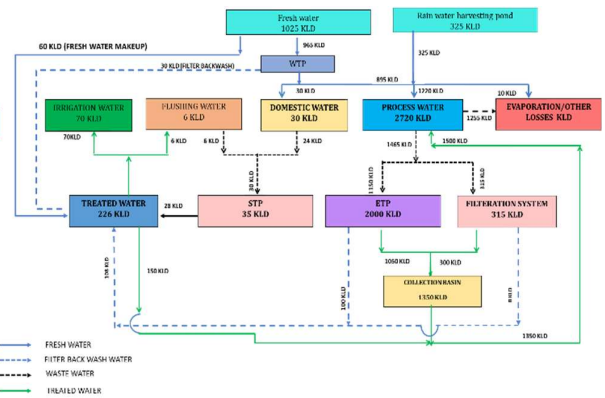 Fresh water
1025 KLD
Rain water harvesting pond
325 KLD
60 KLD (FRESH WATER MAKEUP)
965 KLD
325 KLD
30 KLD(FILTER BACKWASH)
WTP
895 KLD
30 KLD
1220 KLD
10 KLD
IRRIGATION WATER
70 KLD
FLUSHING WATER
6 KLD
DOMESTIC WATER
30 KLD
PROCESS WATER
2720 KLD
1255 KLD
EVAPORATION/OTHER
LOSSES KLD
70KLD
6 KLD
6 KLD
24 KLD
1465 KLD
1500 KLD
30 KLD
1150 KLD
315 KLD
TREATED WATER
226 KLD
28 KLD
STP
35 KLD
ETP
2000 KLD
FILTERATION SYSTEM
315 KLD
108 KLD
150 KLD
100 KLD
1050 KLD
300 KLD
8 KLD
COLLECTION BASIN
1350 KLD
1350 KLD
FRESH WATER
FILTER BACK WASH WATER
WASTE WATER
TREATED WATER